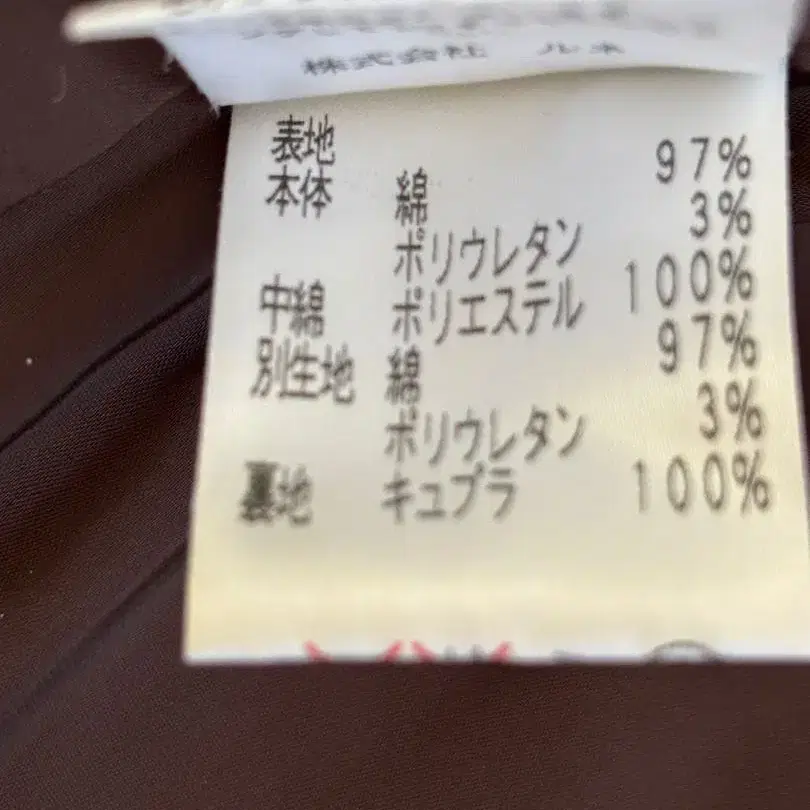 株式会社 ルネ
表地 97%
本体 綿 3%
ポリウレタン 100%
中綿 ポリエステル 97%
別生地 綿 3%
ポリウレタン 100%
裏地 キュプラ